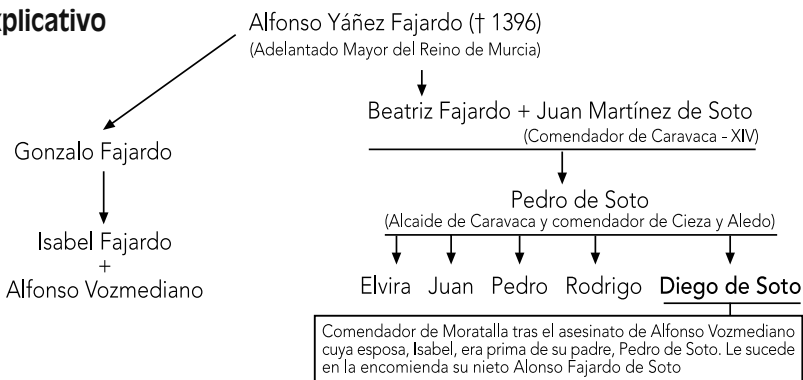 xplicativo
Alfonso Yáñez Fajardo († 1396)
(Adelantado Mayor del Reino de Murcia)
Beatriz Fajardo + Juan Martínez de Soto
(Comendador de Caravaca - XIV)
Gonzalo Fajardo
Pedro de Soto
(Alcaide de Caravaca y comendador de Cieza y Aledo)
Isabel Fajardo
+
Alfonso Vozmediano
Elvira Juan Pedro Rodrigo Diego de Soto
Comendador de Moratalla tras el asesinato de Alfonso Vozmediano
cuya esposa, Isabel, era prima de su padre, Pedro de Soto. Le sucede
en la encomienda su nieto Alonso Fajardo de Soto